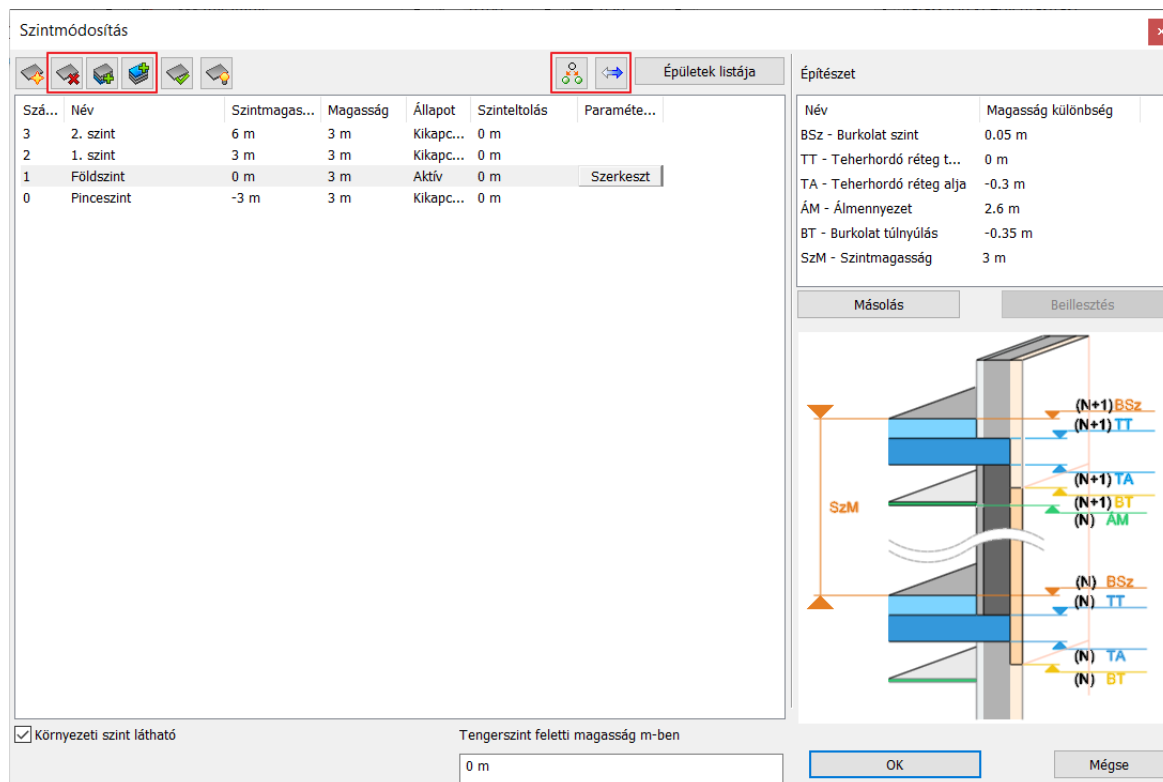 Szintmódosítás
Épületek listája
Szá... Név Szintmagas... Magasság Állapot Szinteltolás Paraméte...
3 2. szint 6 m 3 m Kikapc... 0 m
2 1. szint 3 m 3 m Kikapc... 0 m
1 Földszint 0 m 3 m Aktív 0 m Szerkeszt
0 Pinceszint -3 m 3 m Kikapc... 0 m
Környezeti szint látható
Tengerszint feletti magasság m-ben
0 m
Építészet
Név Magasság különbség
BSz - Burkolat szint 0.05 m
TT - Teherhordó réteg t... 0 m
TA - Teherhordó réteg alja -0.3 m
ÁM - Álmennyezet 2.6 m
BT - Burkolat túlnyúlás -0.35 m
SzM - Szintmagasság 3 m
Másolás Beillesztés
(N+1) BSz
(N+1) TT
(N+1) TA
(N+1) BT
(N) ÁM
SzM
(N) BSz
(N) TT
(N) TA
(N) BT
OK Mégse